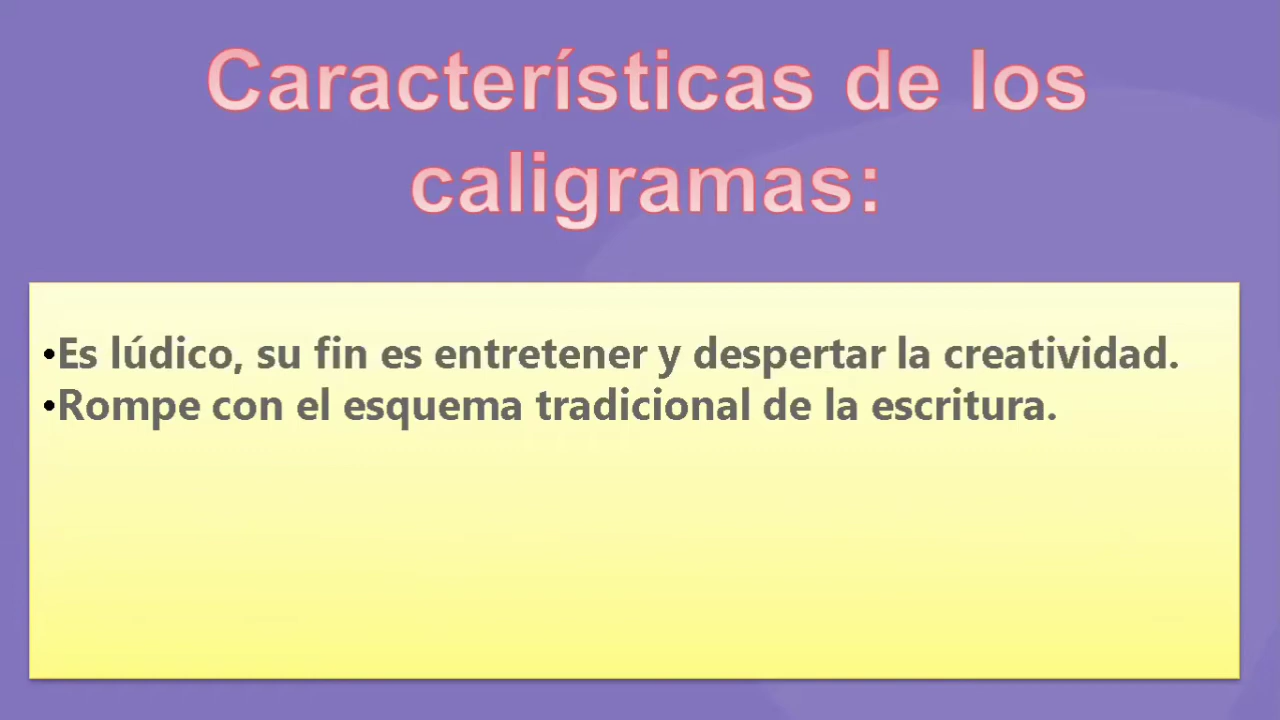 Características de los
caligramas:
•Es lúdico, su fin es entretener y despertar la creatividad.
•Rompe con el esquema tradicional de la escritura.